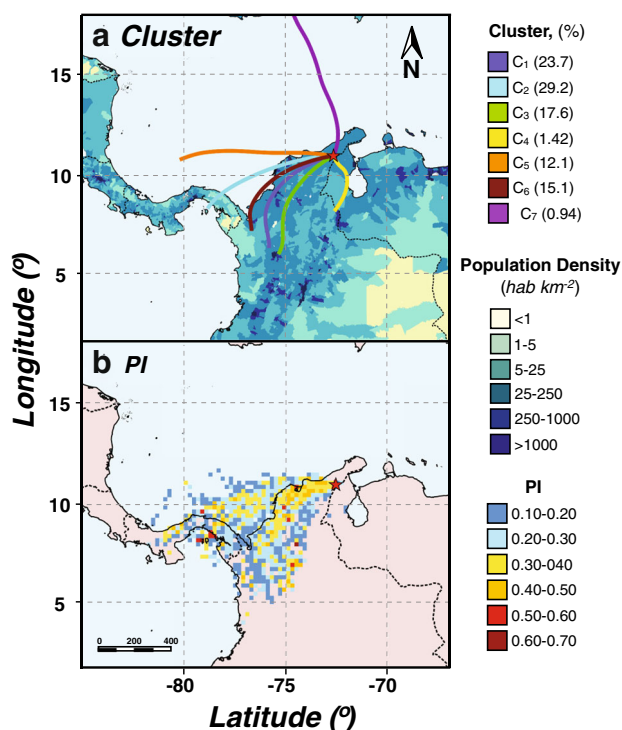 a Cluster
N
15
10
5
Cluster, (%)
C1 (23.7)
C2 (29.2)
C3 (17.6)
C4 (1.42)
C5 (12.1)
C6 (15.1)
C7 (0.94)
Population Density
(hab km-2)
<1
1-5
5-25
25-250
250-1000
>1000
Longitude (º)
b PI
15
10
5
0 200 400
-80 -75 -70
Latitude (º)
PI
0.10-0.20
0.20-0.30
0.30-040
0.40-0.50
0.50-0.60
0.60-0.70